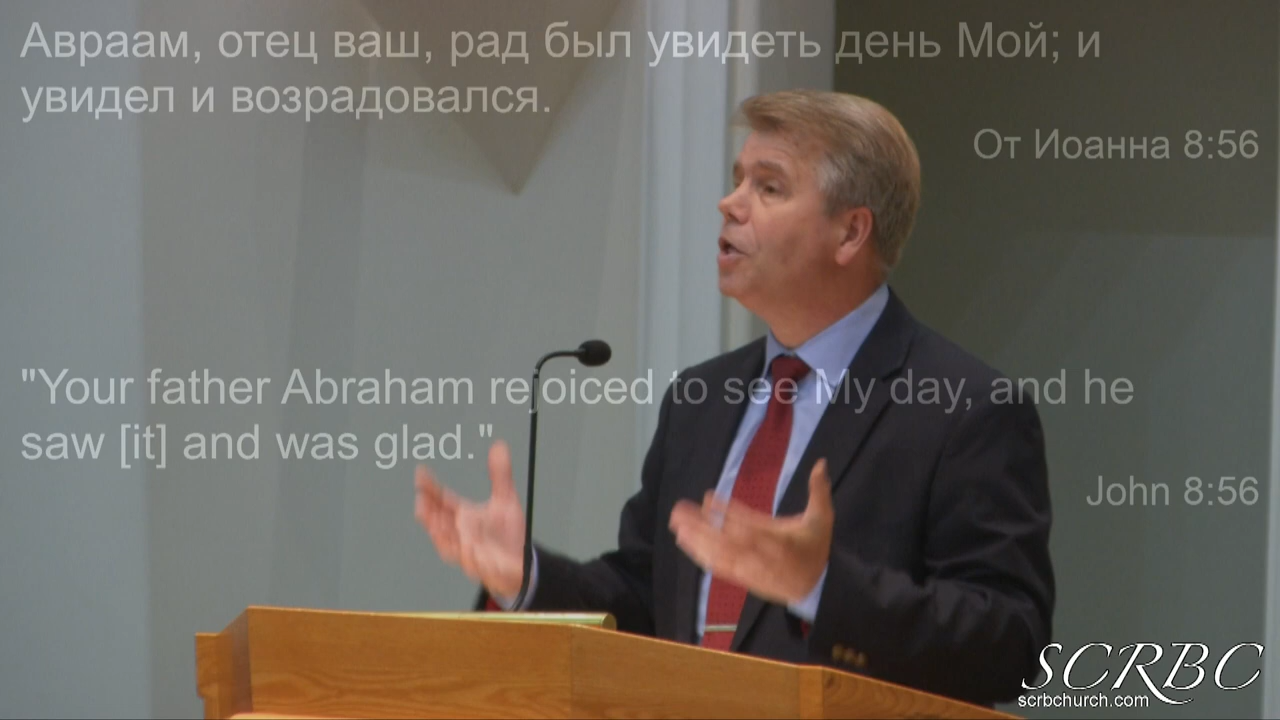 Авраам, отец ваш, рад был увидеть день Мой; и
увидел и возрадовался.
От Иоанна 8:56
"Your father Abraham rejoiced to see My day, and he
saw [it] and was glad."
John 8:56
SCRBC
scrbchurch.com